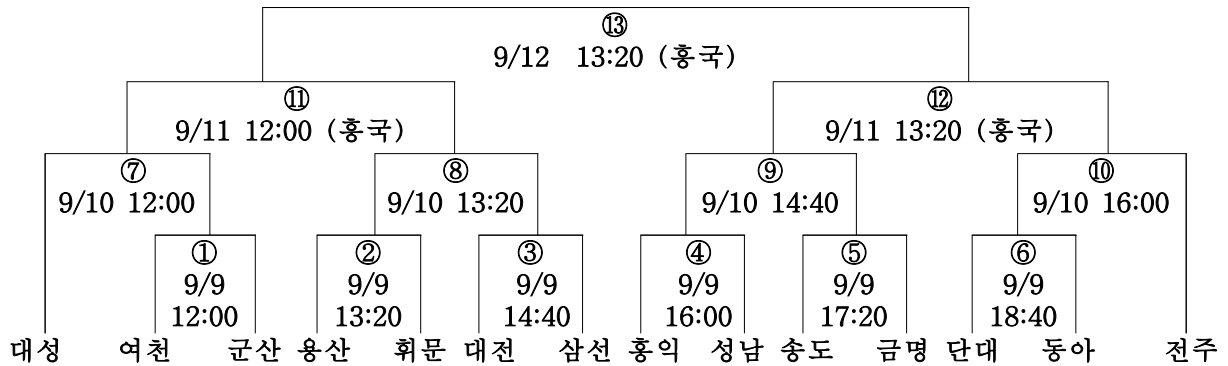 ⑬
9/12 13:20 (흥국)
⑪ ⑫
9/11 12:00 (흥국) 9/11 13:20 (흥국)
⑦ ⑧ ⑨ ⑩
9/10 12:00 9/10 13:20 9/10 14:40 9/10 16:00
① ② ③ ④ ⑤ ⑥
9/9 9/9 9/9 9/9 9/9 9/9
12:00 13:20 14:40 16:00 17:20 18:40
대성 여천 군산 용산 휘문 대전 삼선 홍익 성남 송도 금명 단대 동아 전주